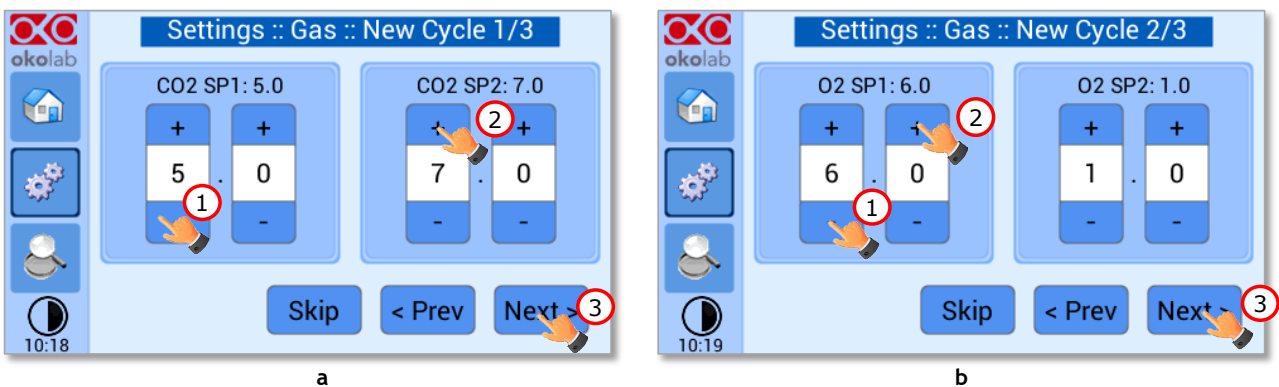 Settings :: Gas :: New Cycle 1/3
okolab
CO2 SP1: 5.0
CO2 SP2: 7.0
+ +
+ +
2
5 . 0
7 . 0
1
-
- -
Skip
< Prev
Next >
3
10:18
a
Settings :: Gas :: New Cycle 2/3
okolab
O2 SP1: 6.0
O2 SP2: 1.0
+ +
2
+ +
6 . 0
1 . 0
1
-
- -
Skip
< Prev
Next >
3
10:19
b